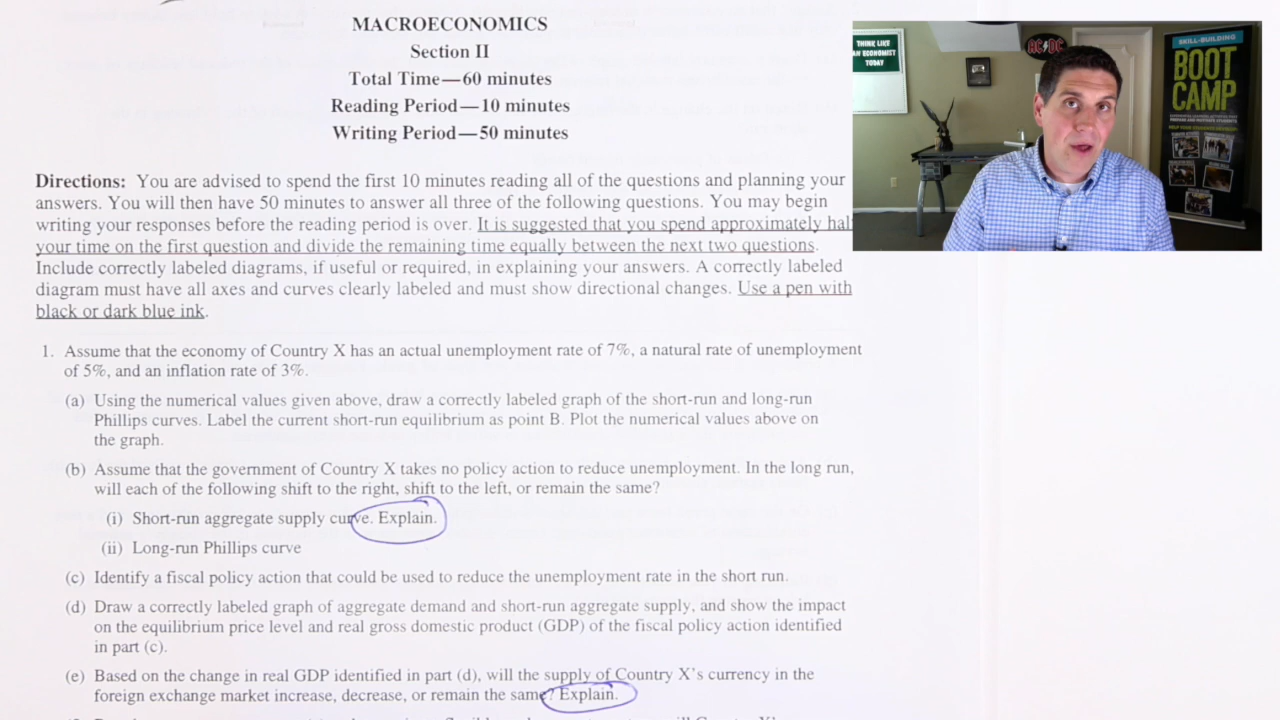 MACROECONOMICS
Section II
Total Time—60 minutes
Reading Period—10 minutes
Writing Period—50 minutes
Directions: You are advised to spend the first 10 minutes reading all of the questions and planning your
answers. You will then have 50 minutes to answer all three of the following questions. You may begin
writing your responses before the reading period is over. It is suggested that you spend approximately half
your time on the first question and divide the remaining time equally between the next two questions.
Include correctly labeled diagrams, if useful or required, in explaining your answers. A correctly labeled
diagram must have all axes and curves clearly labeled and must show directional changes. Use a pen with
black or dark blue ink.
1. Assume that the economy of Country X has an actual unemployment rate of 7%, a natural rate of unemployment
of 5%, and an inflation rate of 3%.
(a) Using the numerical values given above, draw a correctly labeled graph of the short-run and long-run
Phillips curves. Label the current short-run equilibrium as point B. Plot the numerical values above on
the graph.
(b) Assume that the government of Country X takes no policy action to reduce unemployment. In the long run,
will each of the following shift to the right, shift to the left, or remain the same?
(i) Short-run aggregate supply curve. Explain.
(ii) Long-run Phillips curve
(c) Identify a fiscal policy action that could be used to reduce the unemployment rate in the short run.
(d) Draw a correctly labeled graph of aggregate demand and short-run aggregate supply, and show the impact
on the equilibrium price level and real gross domestic product (GDP) of the fiscal policy action identified
in part (c).
(e) Based on the change in real GDP identified in part (d), will the supply of Country X's currency in the
foreign exchange market increase, decrease, or remain the same? Explain.
THINK LIKE
AN ECONOMIST
TODAY
AC DC
SKILL-BUILDING
BOOT
CAMP